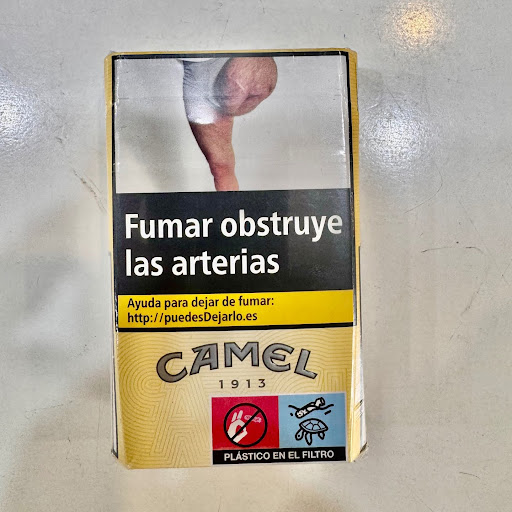 Fumar obstruye
las arterias
Ayuda para dejar de fumar:
http://puedesDejarlo.es
CAMEL
1913
PLÁSTICO EN EL FILTRO